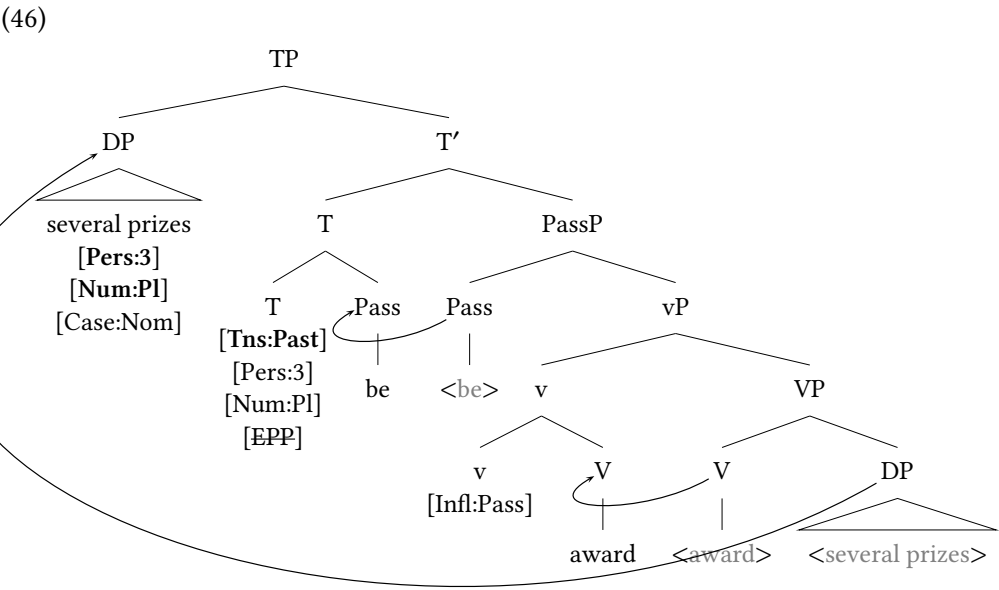 (46)
TP
DP T′
several prizes T PassP
[Pers:3]
[Num:Pl]
[Case:Nom] T Pass Pass vP
[Tns:Past]
[Pers:3] be <be> v VP
[Num:Pl]
[EPP]
v V V DP
[Infl:Pass]
award <award> <several prizes>